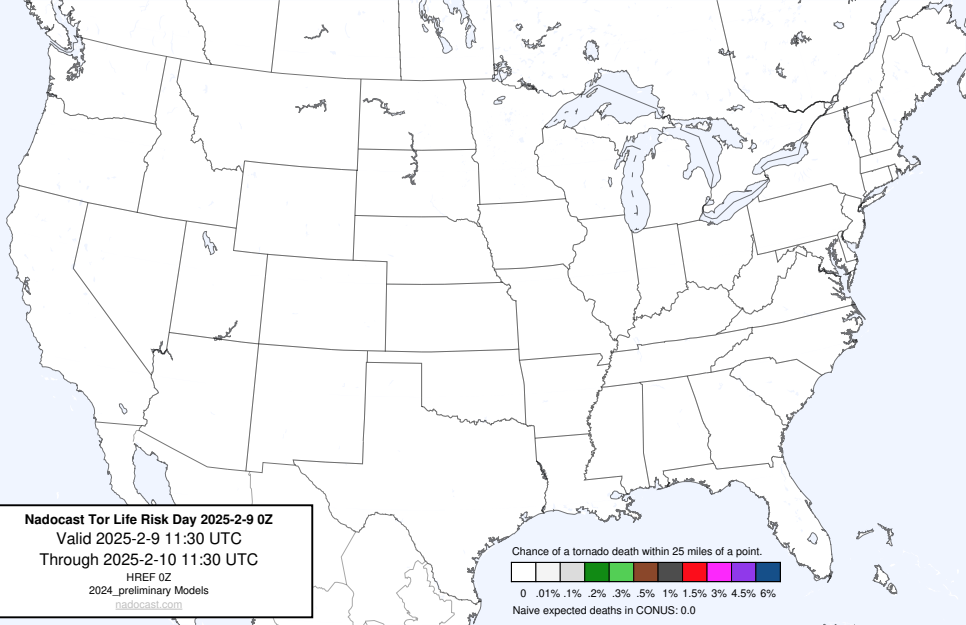 Nadocast Tor Life Risk Day 2025-2-9 0Z
Valid 2025-2-9 11:30 UTC
Through 2025-2-10 11:30 UTC
HREF 0Z
2024_preliminary Models
nadocast.com
Chance of a tornado death within 25 miles of a point.
0 .01% .1% .2% .3% .5% 1% 1.5% 3% 4.5% 6%
Naive expected deaths in CONUS: 0.0